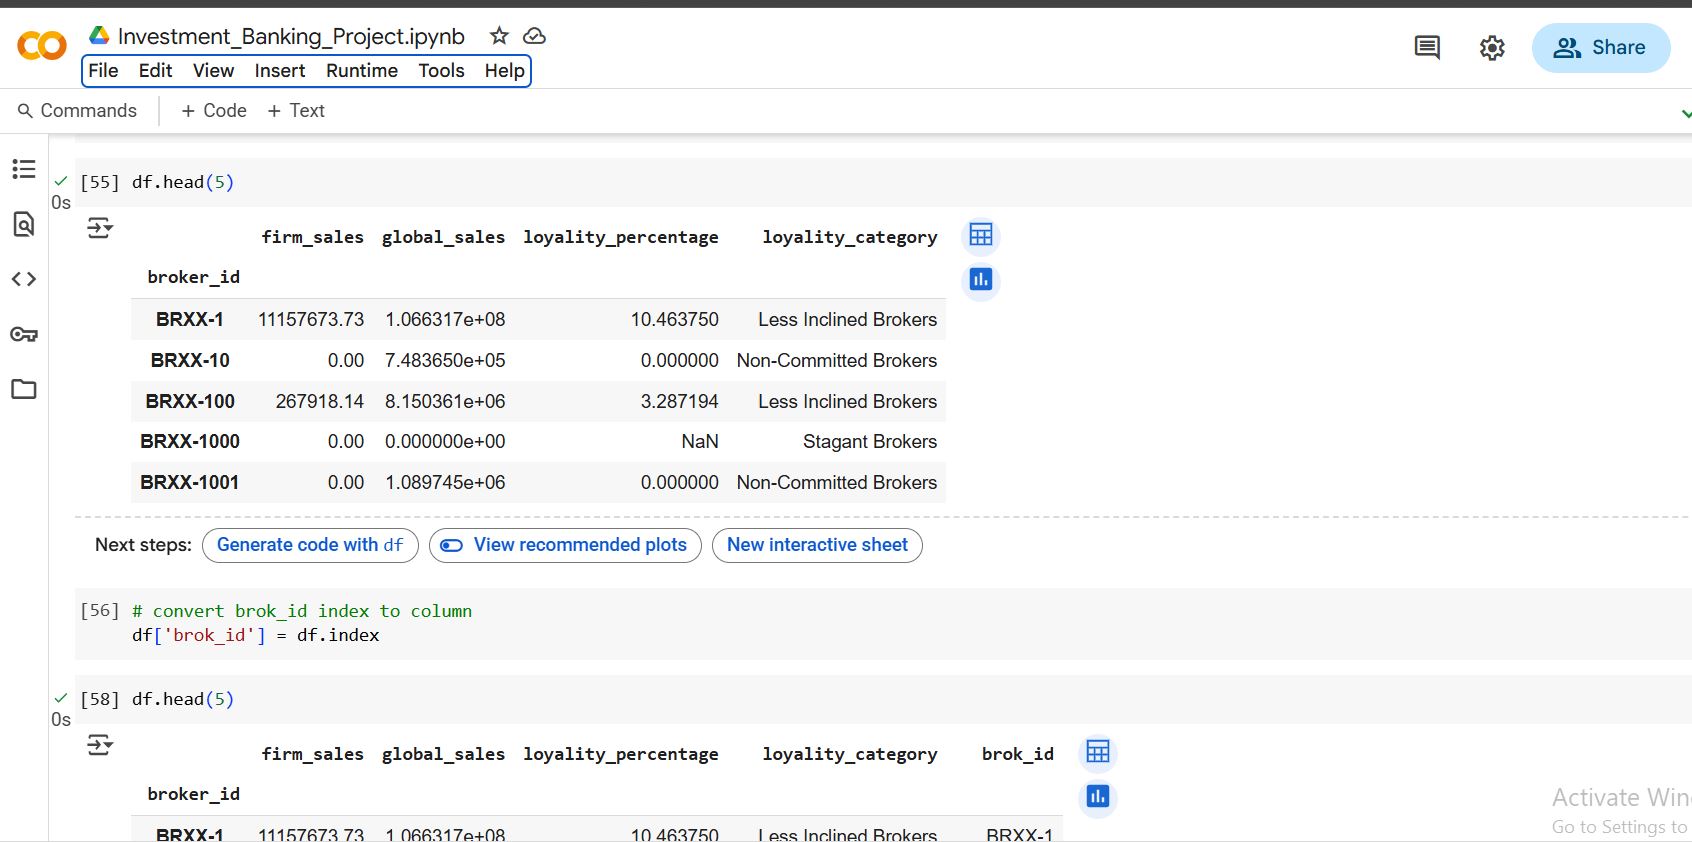 Investment_Banking_Project.ipynb
File Edit View Insert Runtime Tools Help
Share
Commands + Code + Text
[55] df.head(5)
0s
firm_sales global_sales loyality_percentage loyality_category
broker_id
BRXX-1 11157673.73 1.066317e+08 10.463750 Less Inclined Brokers
BRXX-10 0.00 7.483650e+05 0.000000 Non-Committed Brokers
BRXX-100 267918.14 8.150361e+06 3.287194 Less Inclined Brokers
BRXX-1000 0.00 0.000000e+00 NaN Stagant Brokers
BRXX-1001 0.00 1.089745e+06 0.000000 Non-Committed Brokers
Next steps: Generate code with df View recommended plots New interactive sheet
[56] # convert brok_id index to column
df['brok_id'] = df.index
[58] df.head(5)
0s
firm_sales global_sales loyality_percentage loyality_category brok_id
broker_id
BRXX-1 11157673.73 1.066317e+08 10.463750 Less Inclined Brokers BRXX-1
Activate Win
Go to Settings to